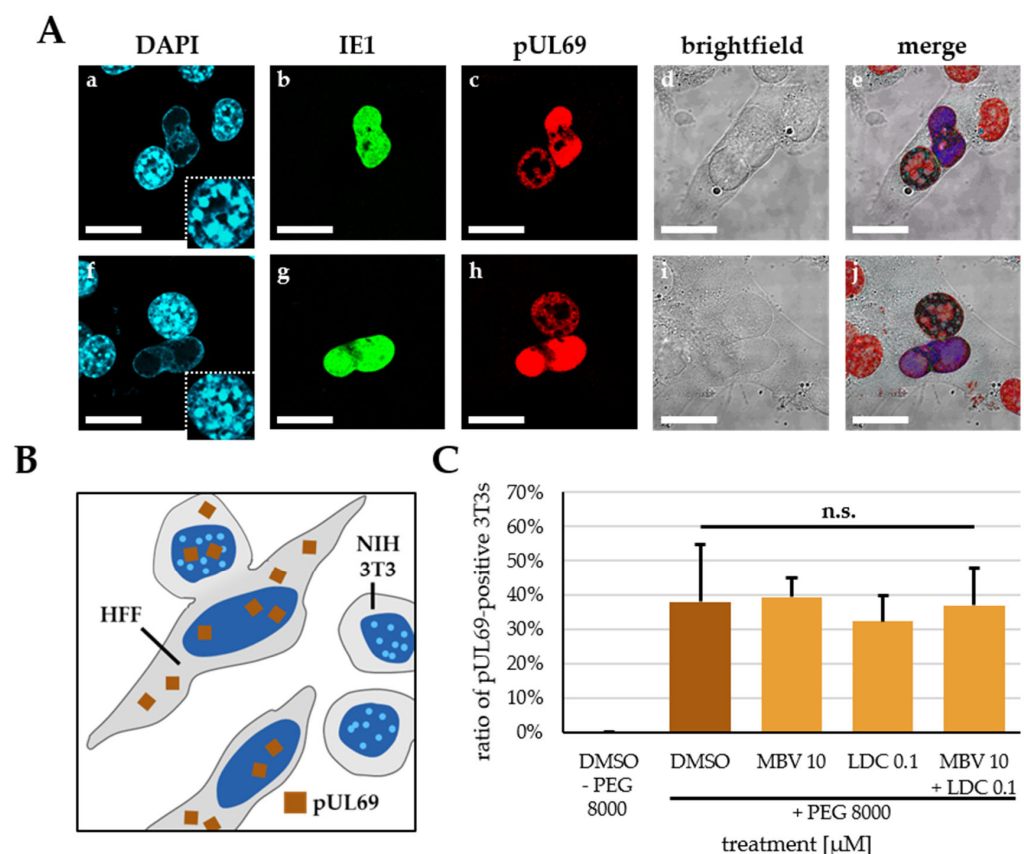 A
DAPI IE1 pUL69 brightfield merge
a b c d e
f g h i j
B
HFF
NIH
3T3
pUL69
C
ratio of pUL69-positive 3T3s
70%
60%
50%
40%
30%
20%
10%
0%
n.s.
DMSO
- PEG
8000
DMSO
MBV 10
LDC 0.1
MBV 10
+ LDC 0.1
+ PEG 8000
treatment [µM]